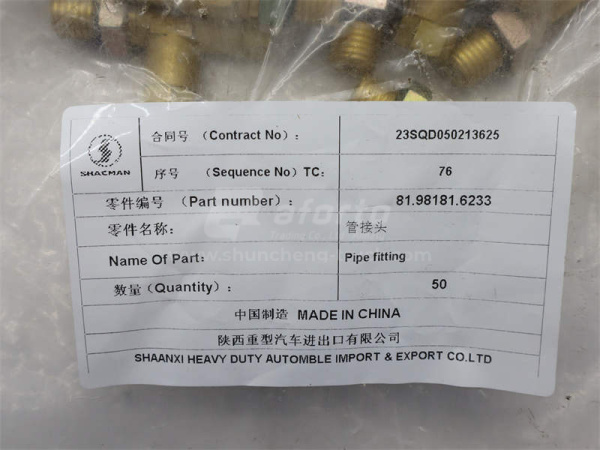 合同号 (Contract No): 23SQD050213625
SHACMAN
序号 (Sequence No) TC: 76
零件编号 (Part number): 81.98181.6233
零件名称: 管接头
Name Of Part: Pipe fitting
数量(Quantity): 50
中国制造 MADE IN CHINA
陕西重型汽车进出口有限公司
SHAANXI HEAVY DUTY AUTOMBLE IMPORT & EXPORT CO.LTD